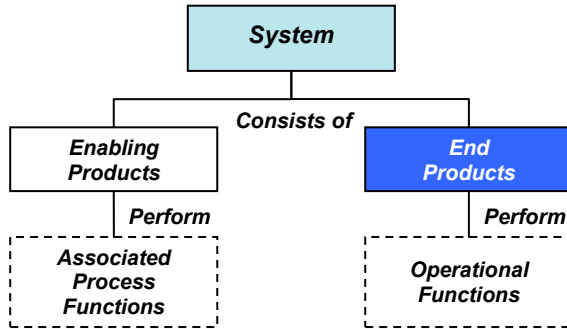 System
Consists of
Enabling
Products
End
Products
Perform
Perform
Associated
Process
Functions
Operational
Functions